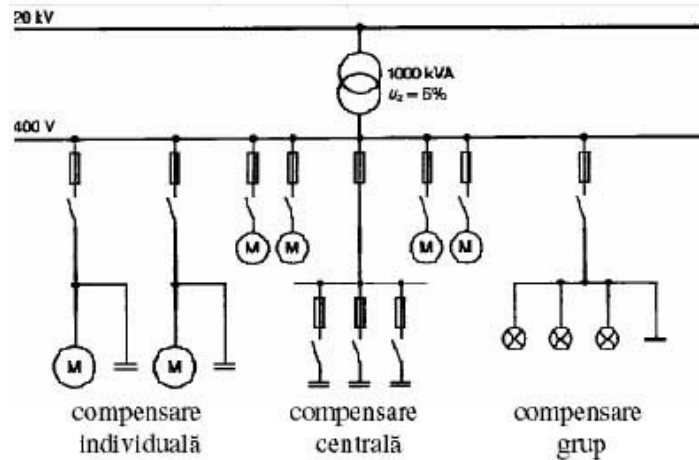 20 kV
1000 kVA
u₂ = 6%
400 V
M
M
M
M
M
M
compensare
individuală
compensare
centrală
compensare
grup